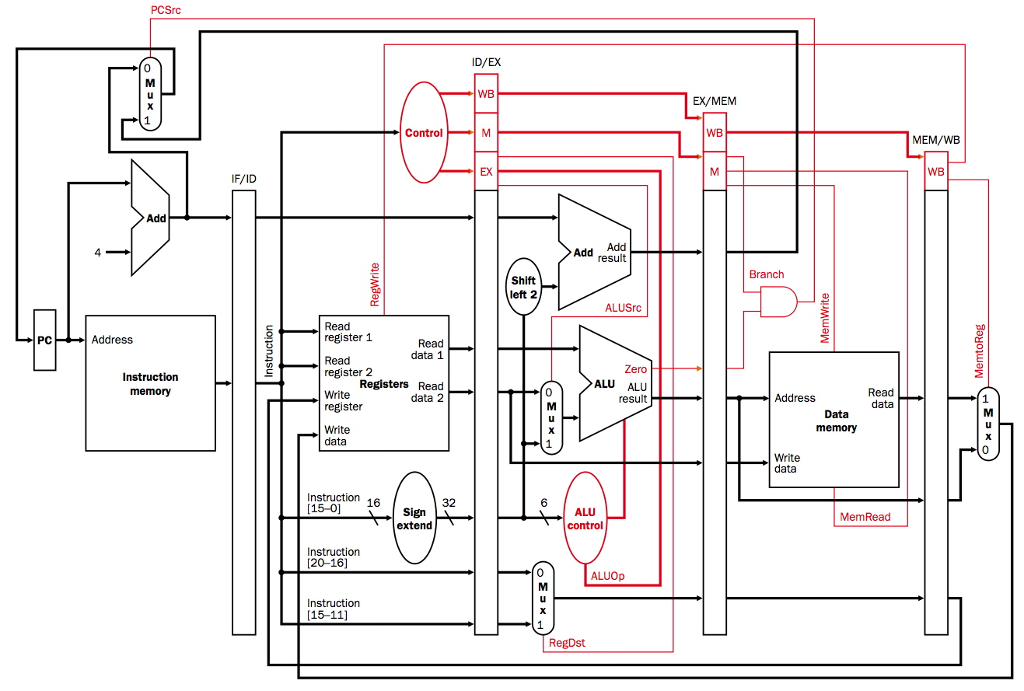 PCSrc
0
M
u
x
1
ID/EX
WB
M
EX
Control
EX/MEM
WB
M
MEM/WB
WB
IF/ID
Add
4
Add
Add
result
Shift
left 2
RegWrite
ALUSrc
Branch
MemWrite
MemtoReg
PC
Address
Instruction
memory
Instruction
Read
register 1
Read
register 2
Write
register
Write
data
Registers
Read
data 1
Read
data 2
0
M
u
x
1
ALU
Zero
ALU
result
Address
Write
data
Data
memory
Read
data
1
M
u
x
0
Instruction
[15–0]
16
Sign
extend
32
6
ALU
control
MemRead
Instruction
[20–16]
Instruction
[15–11]
0
M
u
x
1
ALUOp
RegDst